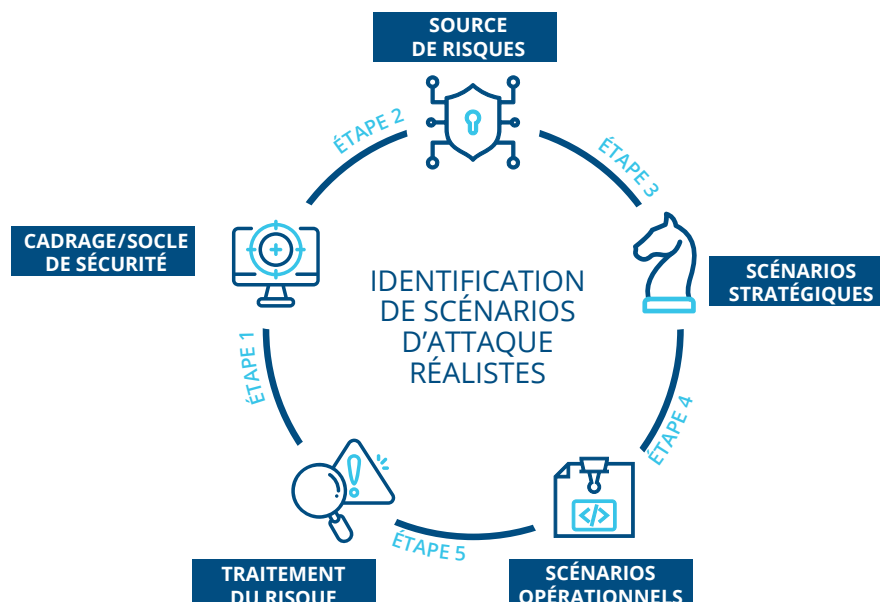 SOURCE
DE RISQUES
ÉTAPE 2
ÉTAPE 3
CADRAGE/SOCLE
DE SÉCURITÉ
IDENTIFICATION
DE SCÉNARIOS
D'ATTAQUE
RÉALISTES
SCÉNARIOS
STRATÉGIQUES
ÉTAPE 1
ÉTAPE 4
</>
ÉTAPE 5
TRAITEMENT
DU RISQUE
SCÉNARIOS
OPÉRATIONNELS